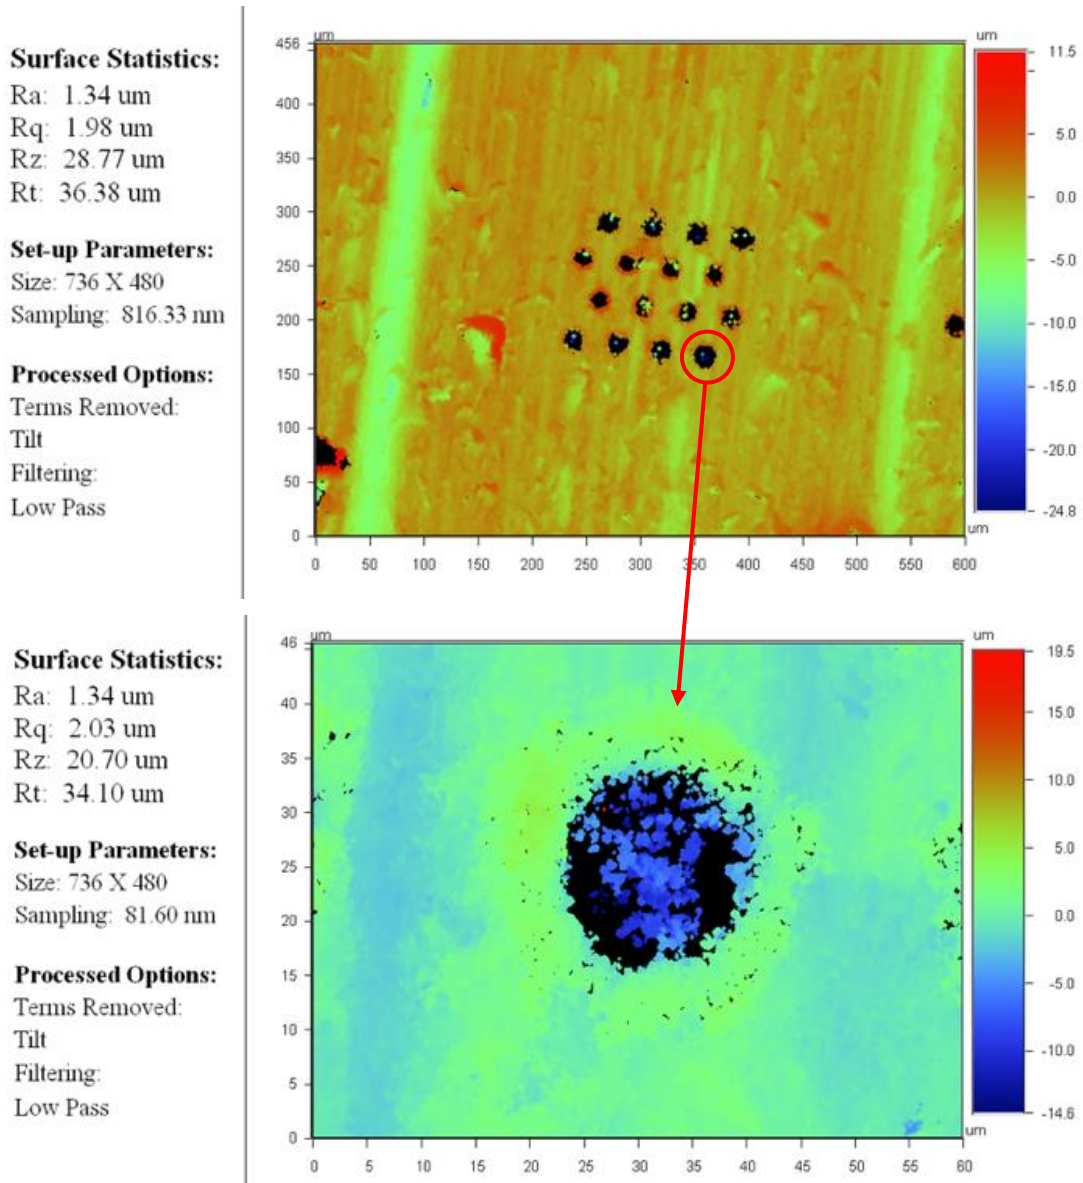 Surface Statistics:
Ra: 1.34 um
Rq: 1.98 um
Rz: 28.77 um
Rt: 36.38 um
Set-up Parameters:
Size: 736 X 480
Sampling: 816.33 nm
Processed Options:
Terms Removed:
Tilt
Filtering:
Low Pass
um
456
400
350
300
250
200
150
100
50
0
0 50 100 150 200 250 300 350 400 450 500 550 600
um
um
11.5
5.0
0.0
-5.0
-10.0
-15.0
-20.0
-24.8
Surface Statistics:
Ra: 1.34 um
Rq: 2.03 um
Rz: 20.70 um
Rt: 34.10 um
Set-up Parameters:
Size: 736 X 480
Sampling: 81.60 nm
Processed Options:
Terms Removed:
Tilt
Filtering:
Low Pass
um
46
40
35
30
25
20
15
10
5
0
0 5 10 15 20 25 30 35 40 45 50 55 60
um
um
19.5
15.0
10.0
5.0
0.0
-5.0
-10.0
-14.6